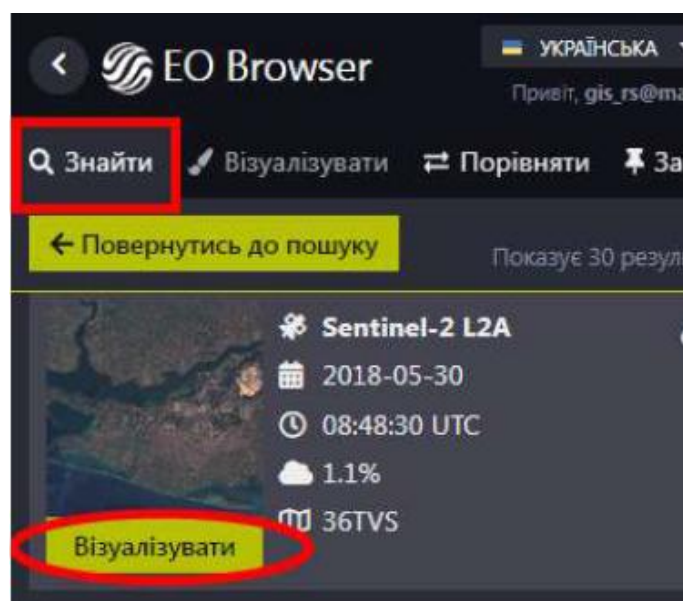 EO Browser
УКРАЇНСЬКА
Привіт, gis_rs@ma
Знайти Візуалізувати Порівняти За
Повернутись до пошуку
Показує 30 резул
Sentinel-2 L2A
2018-05-30
08:48:30 UTC
1.1%
36TVS
Візуалізувати